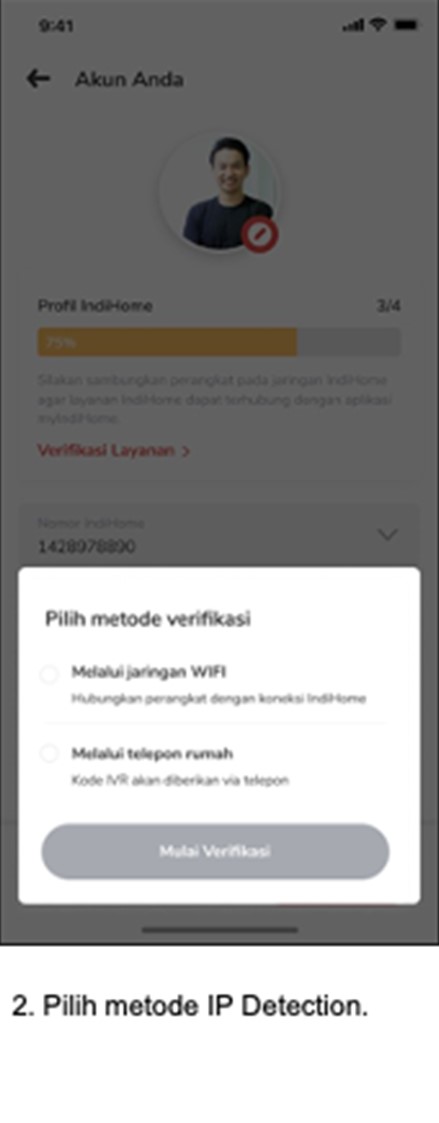 9:41
Akun Anda
Profil IndiHome 3/4
75%
Silakan sambungkan perangkat pada jaringan IndiHome
agar layanan IndiHome dapat terhubung dengan aplikasi
myIndiHome.
Verifikasi Layanan >
Nomor IndiHome
1428978890
Pilih metode verifikasi
Melalui jaringan WIFI
Hubungkan perangkat dengan koneksi IndiHome
Melalui telepon rumah
Kode IVR akan diberikan via telepon
Mulai Verifikasi
2. Pilih metode IP Detection.